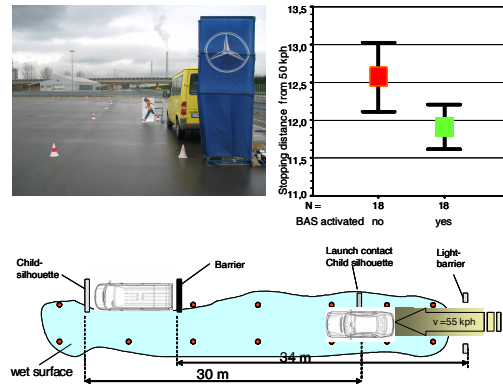 Stopping distance from 50 kph
13,5
13,0
12,5
12,0
11,5
11,0
N =
18
18
BAS activated
no
yes
Child-
silhouette
Barrier
Launch contact
Child silhouette
Light-
barrier
v =55 kph
wet surface
34 m
30 m